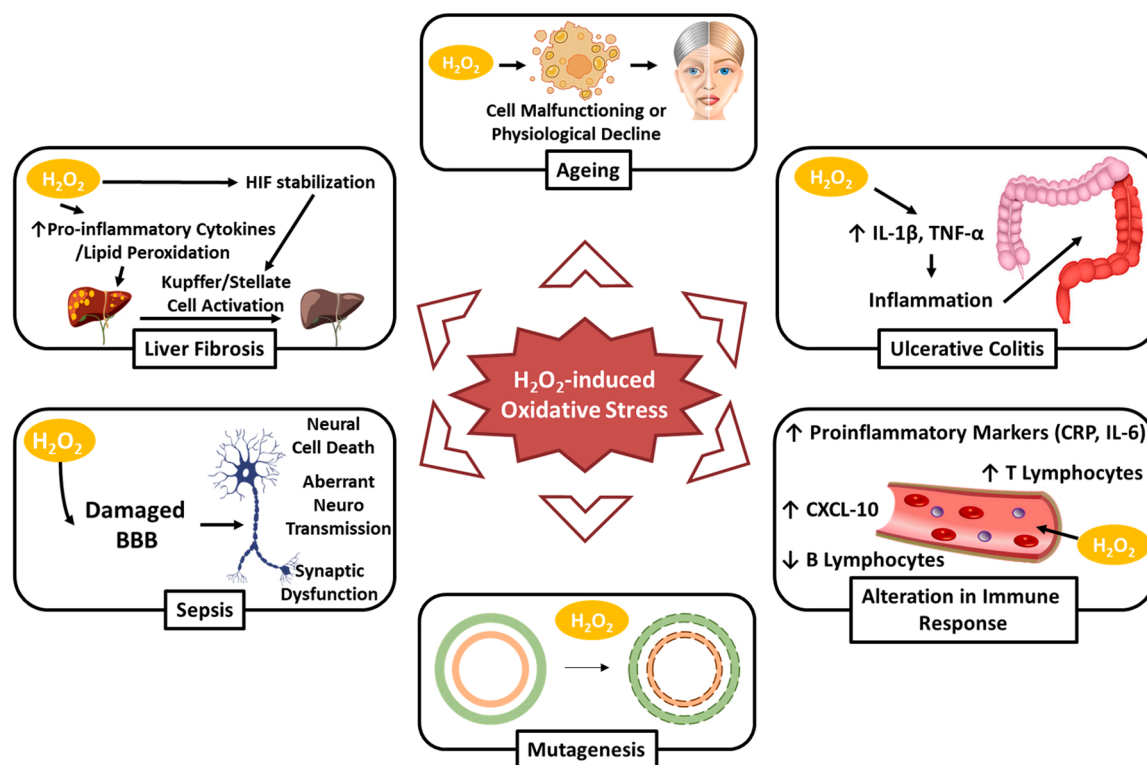 H₂O₂
Cell Malfunctioning or
Physiological Decline
Ageing
H₂O₂
HIF stabilization
↑Pro-inflammatory Cytokines
/Lipid Peroxidation
Kupffer/Stellate
Cell Activation
Liver Fibrosis
H₂O₂
↑ IL-1β, TNF-α
Inflammation
Ulcerative Colitis
H₂O₂-induced
Oxidative Stress
H₂O₂
Damaged
BBB
Neural
Cell Death
Aberrant
Neuro
Transmission
Synaptic
Dysfunction
Sepsis
↑ Proinflammatory Markers (CRP, IL-6)
↑ T Lymphocytes
↑ CXCL-10
H₂O₂
↓ B Lymphocytes
Alteration in Immune
Response
H₂O₂
Mutagenesis